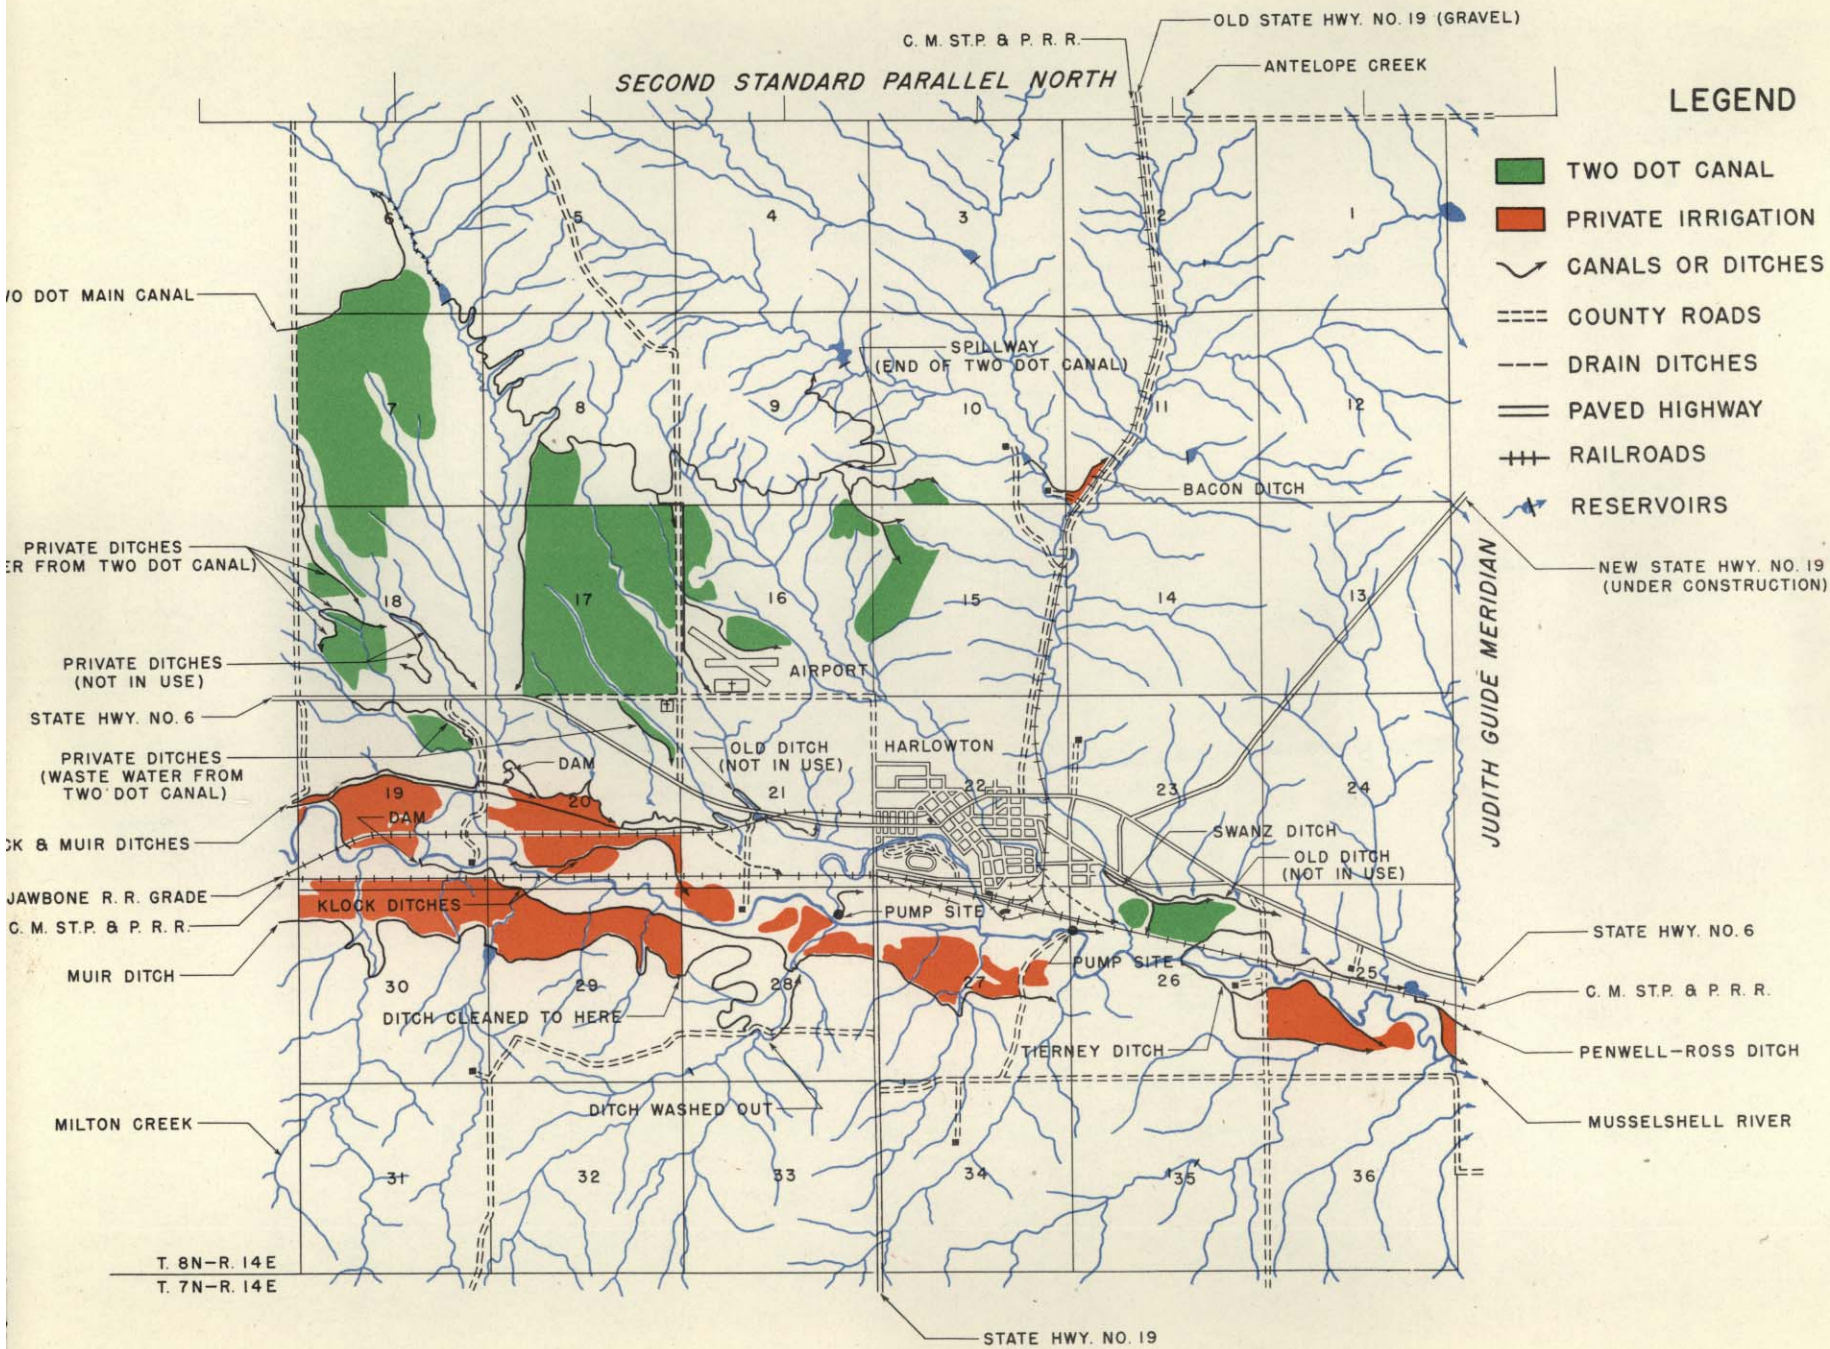 OLD STATE HWY. NO. 19 (GRAVEL)
C. M. ST.P. & P. R. R.
ANTELOPE CREEK
SECOND STANDARD PARALLEL NORTH
LEGEND
TWO DOT CANAL
PRIVATE IRRIGATION
CANALS OR DITCHES
COUNTY ROADS
DRAIN DITCHES
PAVED HIGHWAY
RAILROADS
RESERVOIRS
6 5 4 3 2 1
WO DOT MAIN CANAL
SPILLWAY
(END OF TWO DOT CANAL)
7 8 9 10 11 12
BACON DITCH
PRIVATE DITCHES
ER FROM TWO DOT CANAL)
NEW STATE HWY. NO. 19
(UNDER CONSTRUCTION)
JUDITH GUIDE MERIDIAN
18 17 16 15 14 13
PRIVATE DITCHES
(NOT IN USE)
AIRPORT
STATE HWY. NO. 6
PRIVATE DITCHES
(WASTE WATER FROM
TWO DOT CANAL)
DAM
OLD DITCH
(NOT IN USE)
HARLOWTON
19 20 21 22 23 24
DAM
CK & MUIR DITCHES
SWANZ DITCH
OLD DITCH
(NOT IN USE)
JAWBONE R. R. GRADE
KLOCK DITCHES
PUMP SITE
C. M. ST.P. & P. R. R.
STATE HWY. NO. 6
MUIR DITCH
PUMP SITE
30 29 28 27 26 25
C. M. ST.P. & P. R. R.
DITCH CLEANED TO HERE
TIERNEY DITCH
PENWELL-ROSS DITCH
DITCH WASHED OUT
MILTON CREEK
MUSSELSHELL RIVER
31 32 33 34 35 36
T. 8N-R. 14E
T. 7N-R. 14E
STATE HWY. NO. 19